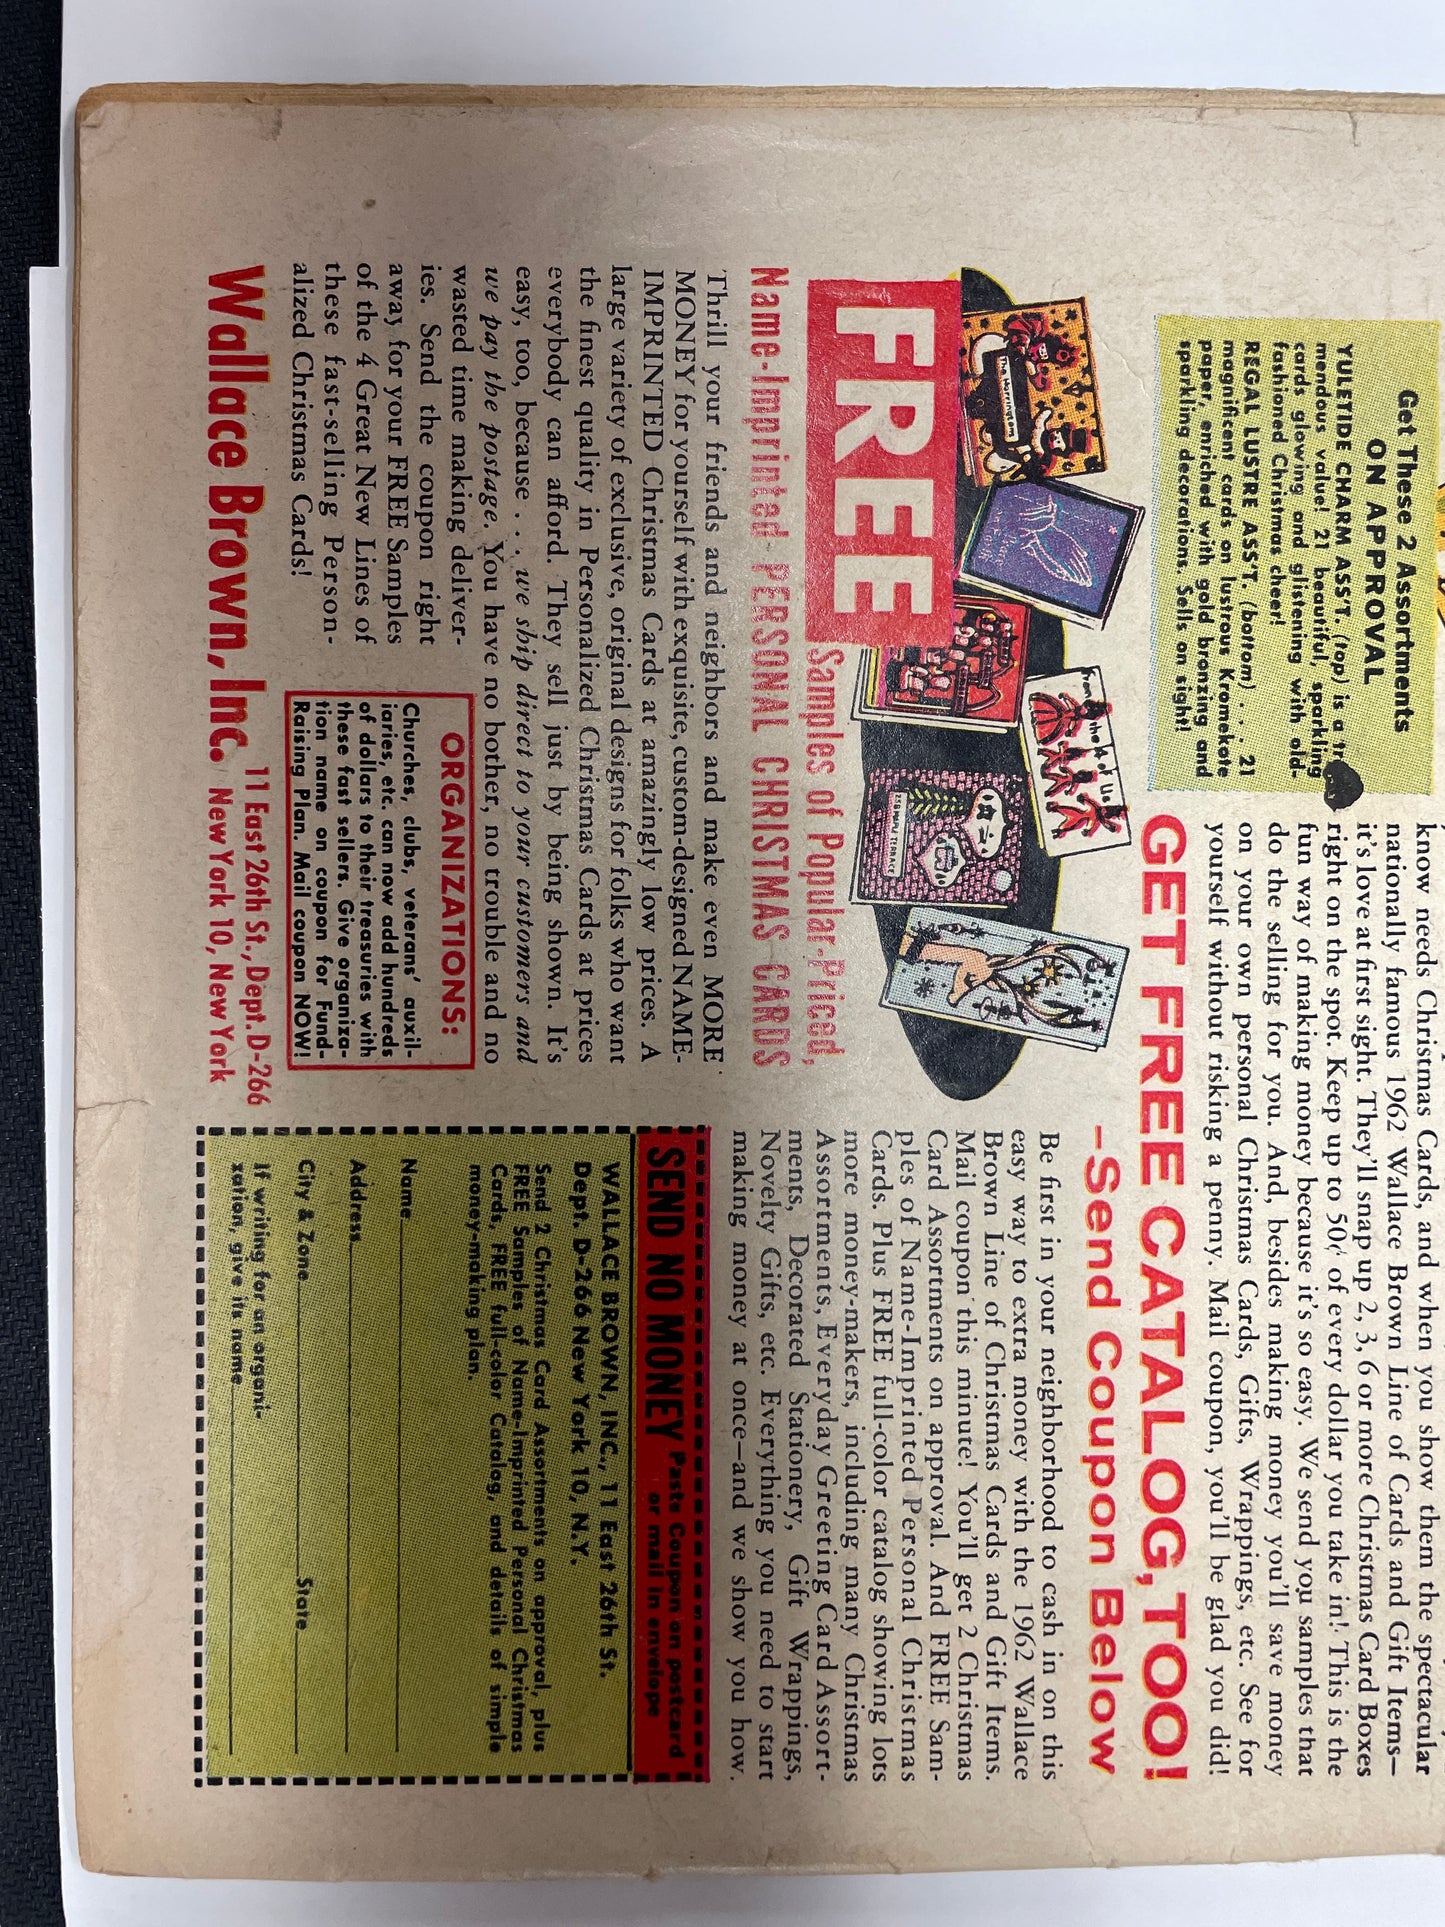 Get These 2 Assortments
ON APPROVAL
YULETIDE CHARM ASS'T. (top) is a tre-
mendous value! 21 beautiful, sparkling
cards glowing and glistening with old-
fashioned Christmas cheer!
REGAL LUSTRE ASS'T. (bottom) . . . 21
magnificent cards on lustrous Kromekote
paper, enriched with gold bronzing and
sparkling decorations. Sells on sight!
know needs Christmas Cards, and when you show them the spectacular
nationally famous 1962 Wallace Brown Line of Cards and Gift Items—
it's love at first sight. They'll snap up 2, 3, 6 or more Christmas Card Boxes
right on the spot. Keep up to 50¢ of every dollar you take in! This is the
fun way of making money because it's so easy. We send you samples that
do the selling for you. And, besides making money you'll save money
on your own personal Christmas Cards, Gifts, Wrappings, etc. See for
yourself without risking a penny. Mail coupon, you'll be glad you did!
GET FREE CATALOG, TOO!
—Send Coupon Below
The Harringtons
Peace on Earth
From the 4 of Us
858 MAPLE TERRACE
FREE
Samples of Popular-Priced,
Name-Imprinted PERSONAL CHRISTMAS CARDS
Thrill your friends and neighbors and make even MORE
MONEY for yourself with exquisite, custom-designed NAME-
IMPRINTED Christmas Cards at amazingly low prices. A
large variety of exclusive, original designs for folks who want
the finest quality in Personalized Christmas Cards at prices
everybody can afford. They sell just by being shown. It's
easy, too, because . . . we ship direct to your customers and
we pay the postage. You have no bother, no trouble and no
wasted time making deliver-
ies. Send the coupon right
away for your FREE Samples
of the 4 Great New Lines of
these fast-selling Person-
alized Christmas Cards!
ORGANIZATIONS:
Churches, clubs, veterans' auxil-
iaries, etc. can now add hundreds
of dollars to their treasuries with
these fast sellers. Give organiza-
tion name on coupon for Fund-
Raising Plan. Mail coupon NOW!
Wallace Brown, Inc.
11 East 26th St., Dept. D-266
New York 10, New York
Be first in your neighborhood to cash in on this
easy way to extra money with the 1962 Wallace
Brown Line of Christmas Cards and Gift Items.
Mail coupon this minute! You'll get 2 Christmas
Card Assortments on approval. And FREE Sam-
ples of Name-Imprinted Personal Christmas
Cards. Plus FREE full-color catalog showing lots
more money-makers, including many Christmas
Assortments, Everyday Greeting Card Assort-
ments, Decorated Stationery, Gift Wrappings,
Novelty Gifts, etc. Everything you need to start
making money at once—and we show you how.
SEND NO MONEY
Paste Coupon on postcard
or mail in envelope
WALLACE BROWN, INC., 11 East 26th St.
Dept. D-266 New York 10, N.Y.
Send 2 Christmas Card Assortments on approval, plus
FREE Samples of Name-Imprinted Personal Christmas
Cards, FREE full-color Catalog, and details of simple
money-making plan.
Name
Address
City & Zone State
If writing for an organi-
zation, give its name